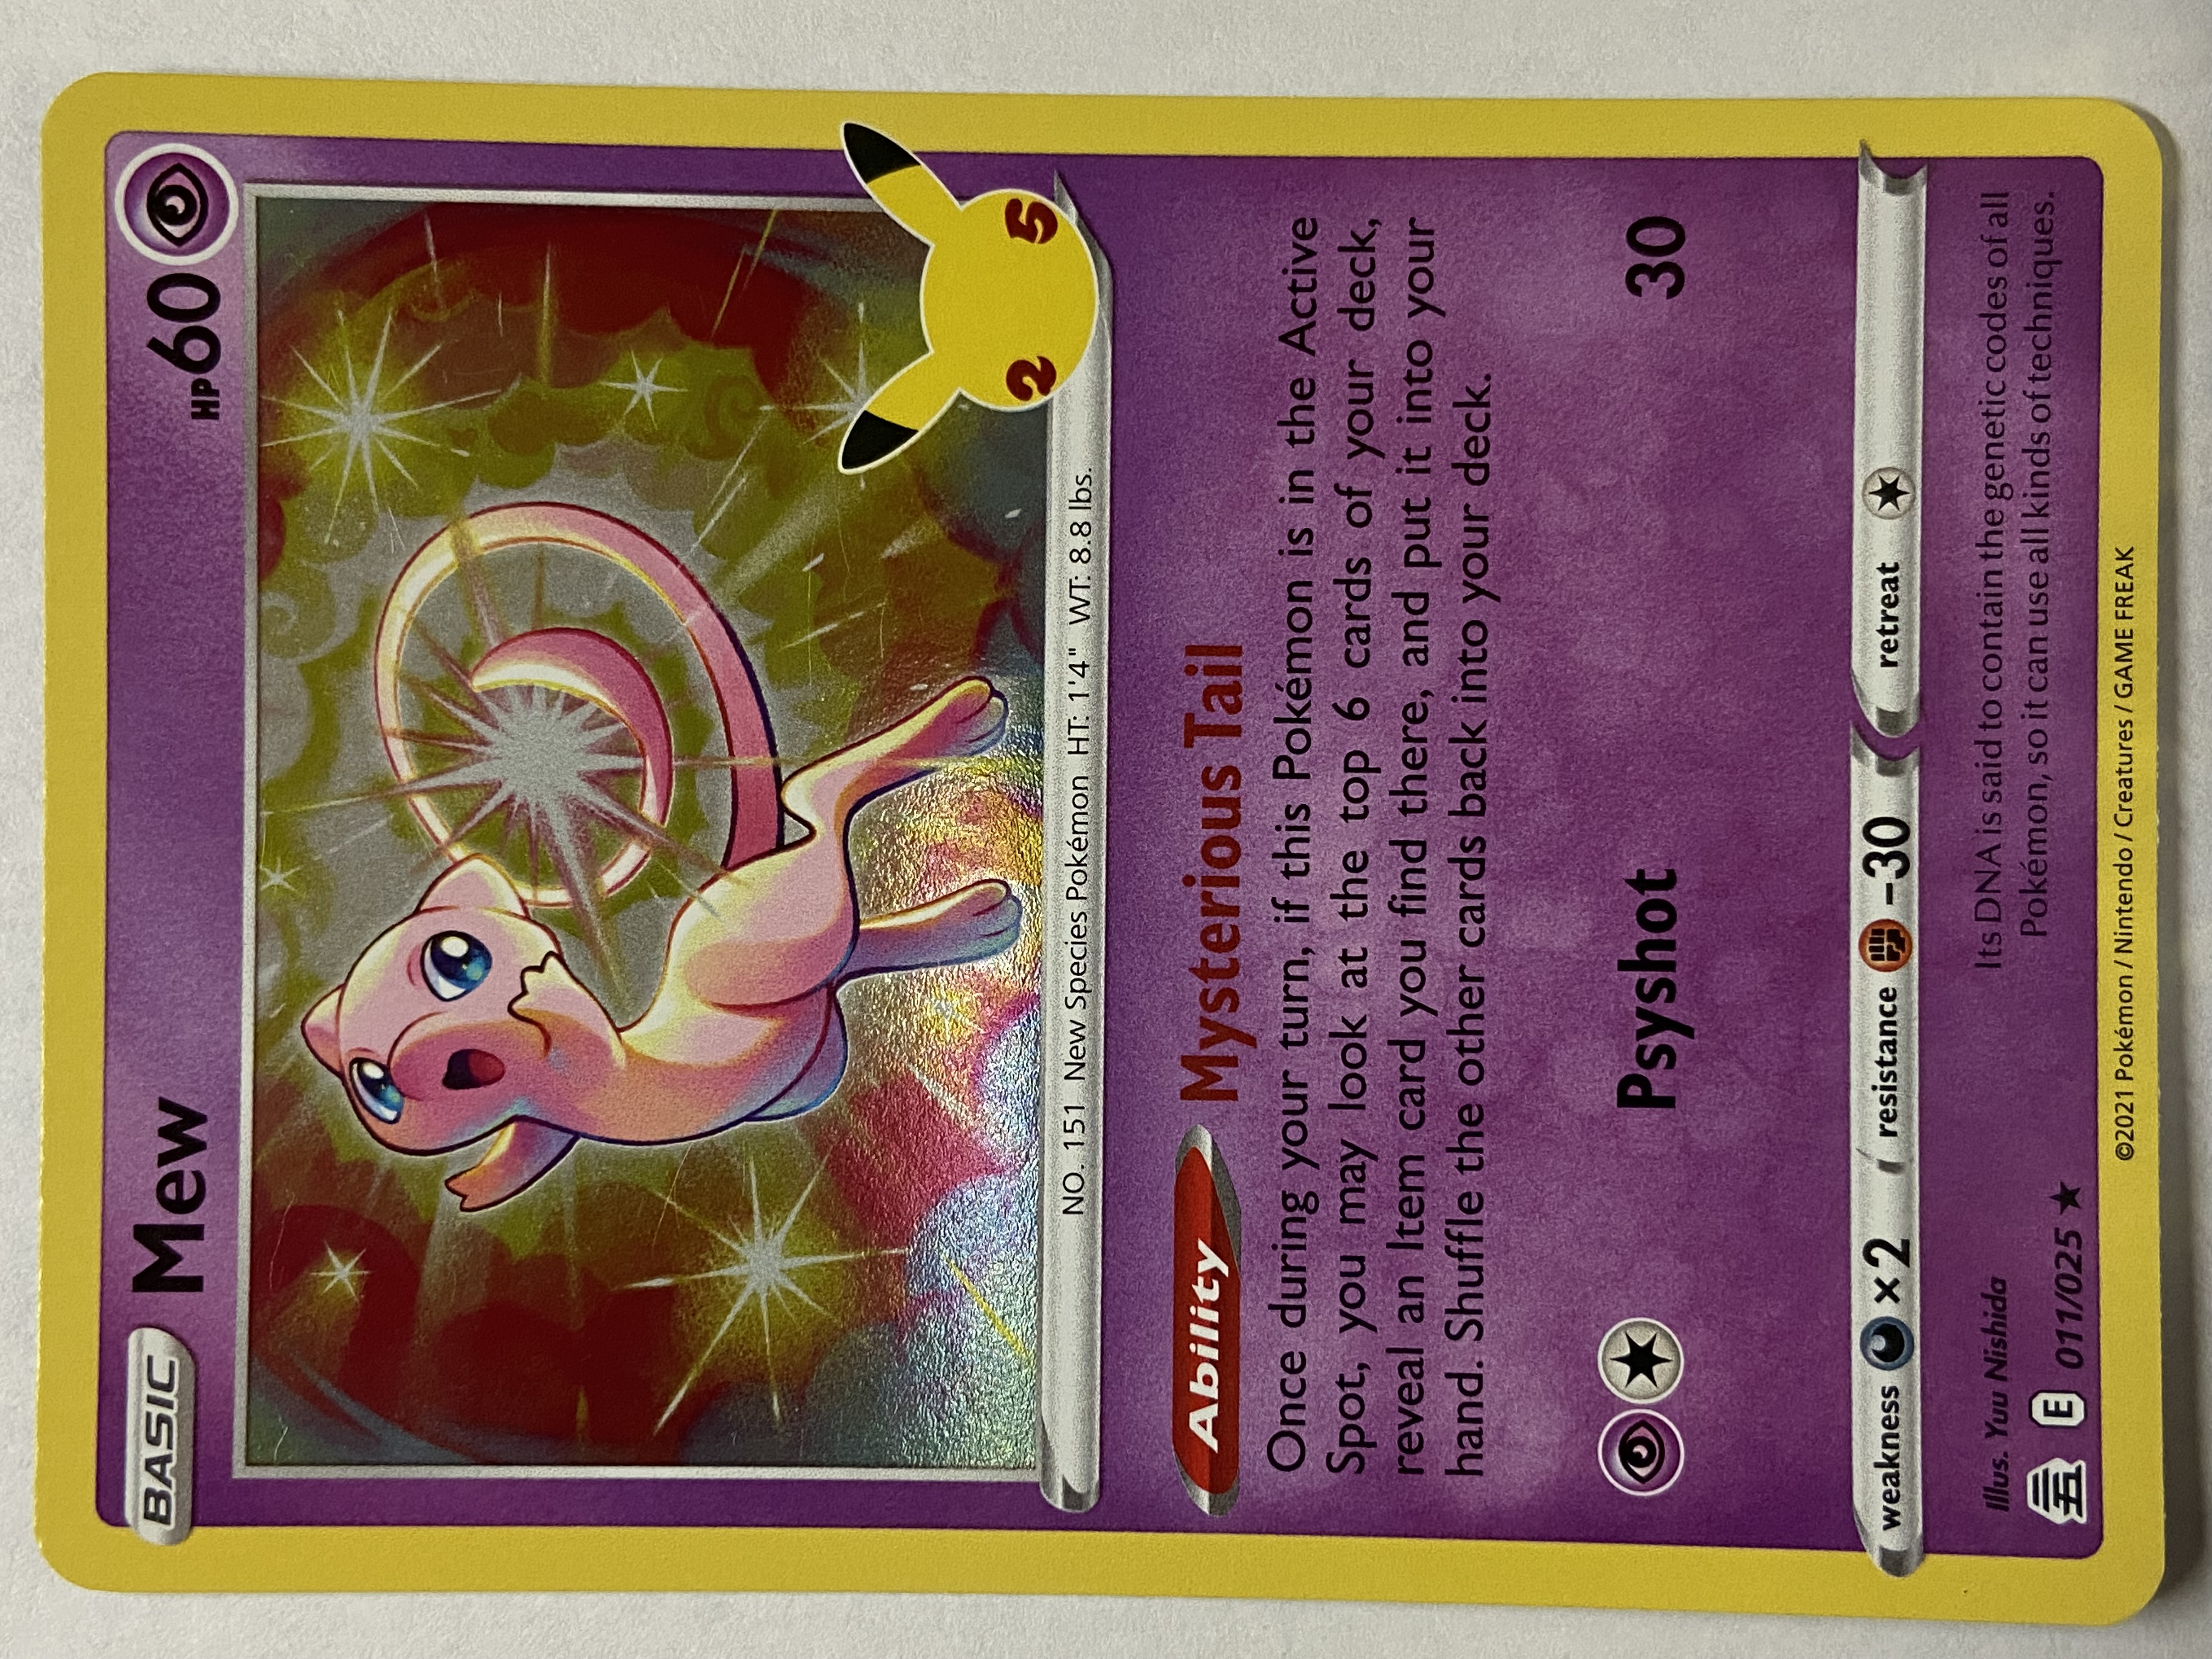 BASIC Mew HP60
25
NO. 151 New Species Pokémon HT: 1'4" WT: 8.8 lbs.
Ability Mysterious Tail
Once during your turn, if this Pokémon is in the Active
Spot, you may look at the top 6 cards of your deck,
reveal an Item card you find there, and put it into your
hand. Shuffle the other cards back into your deck.
Psyshot 30
weakness ×2 resistance -30 retreat
Illus. Yuu Nishida
Its DNA is said to contain the genetic codes of all
Pokémon, so it can use all kinds of techniques.
五 E 011/025 ★
©2021 Pokémon / Nintendo / Creatures / GAME FREAK